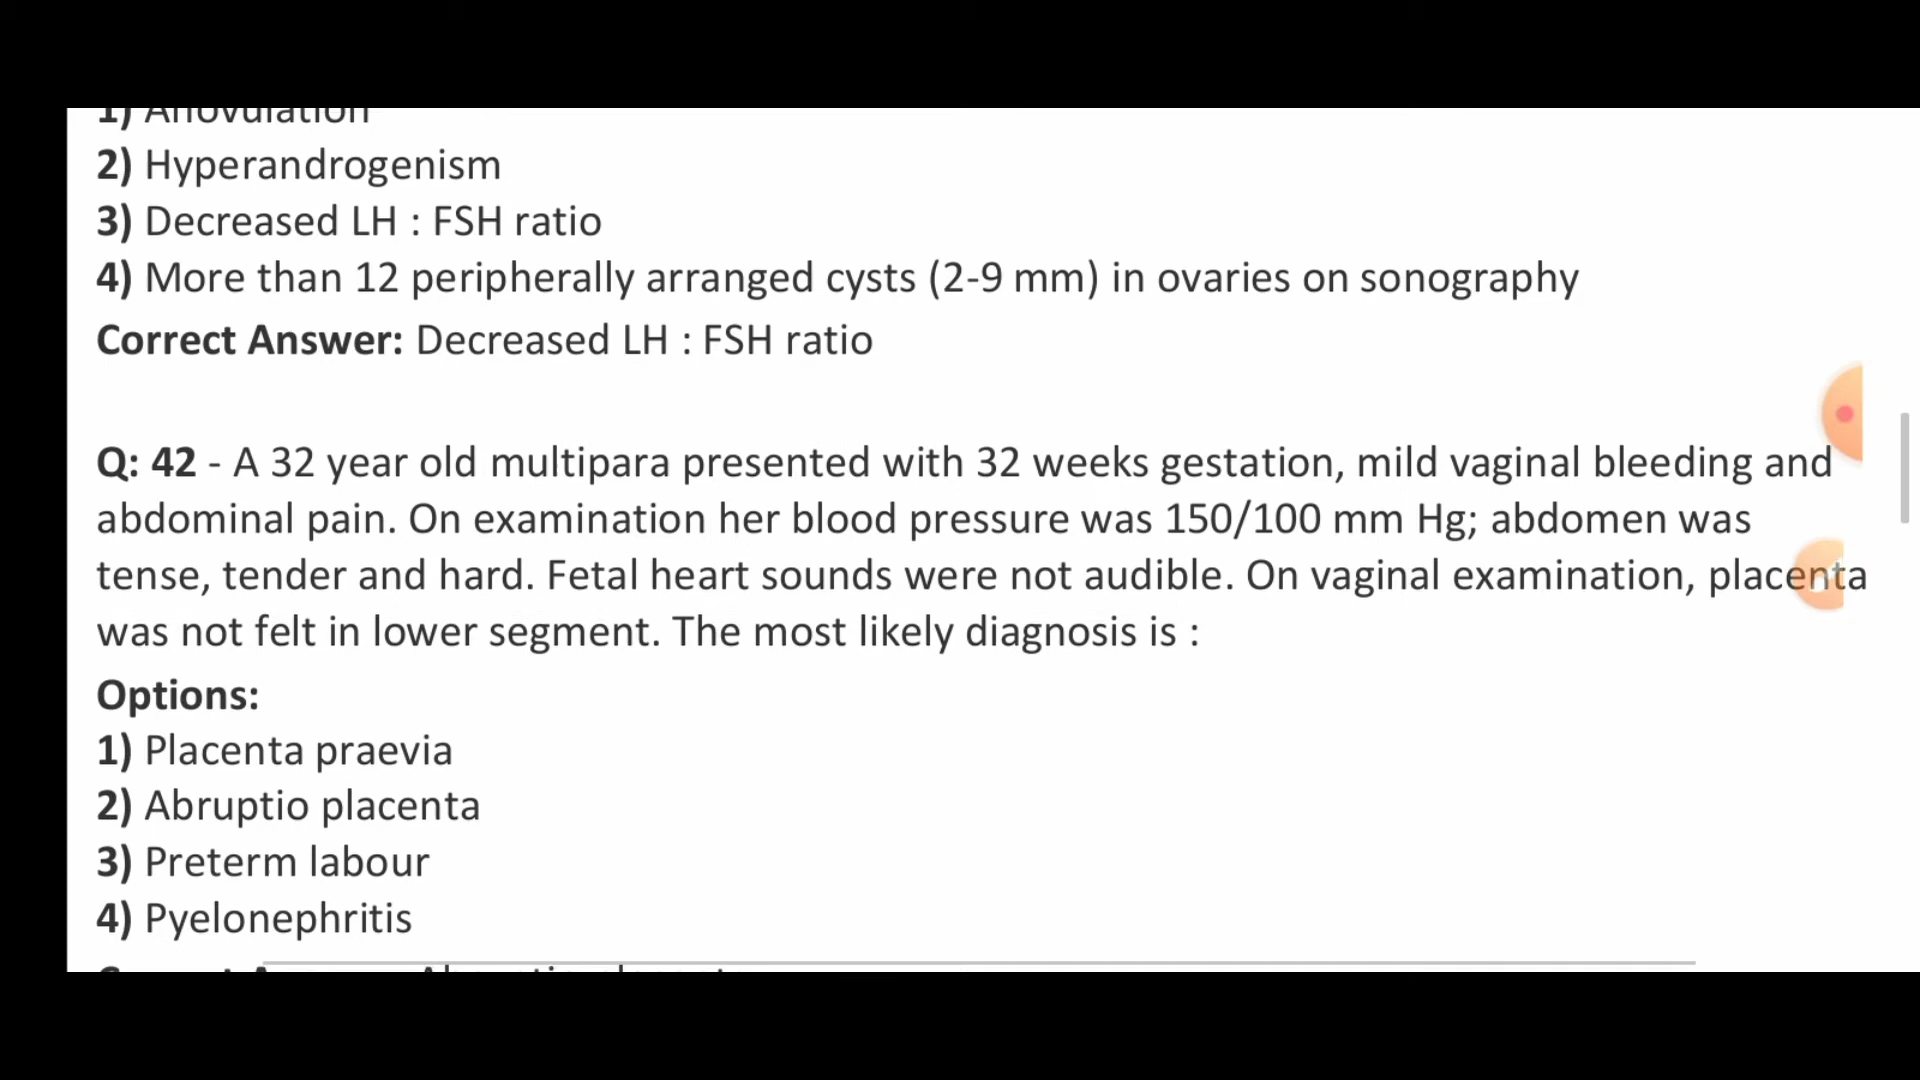 1) Anovulation
2) Hyperandrogenism
3) Decreased LH : FSH ratio
4) More than 12 peripherally arranged cysts (2-9 mm) in ovaries on sonography
Correct Answer: Decreased LH : FSH ratio
Q: 42 - A 32 year old multipara presented with 32 weeks gestation, mild vaginal bleeding and
abdominal pain. On examination her blood pressure was 150/100 mm Hg; abdomen was
tense, tender and hard. Fetal heart sounds were not audible. On vaginal examination, placenta
was not felt in lower segment. The most likely diagnosis is :
Options:
1) Placenta praevia
2) Abruptio placenta
3) Preterm labour
4) Pyelonephritis